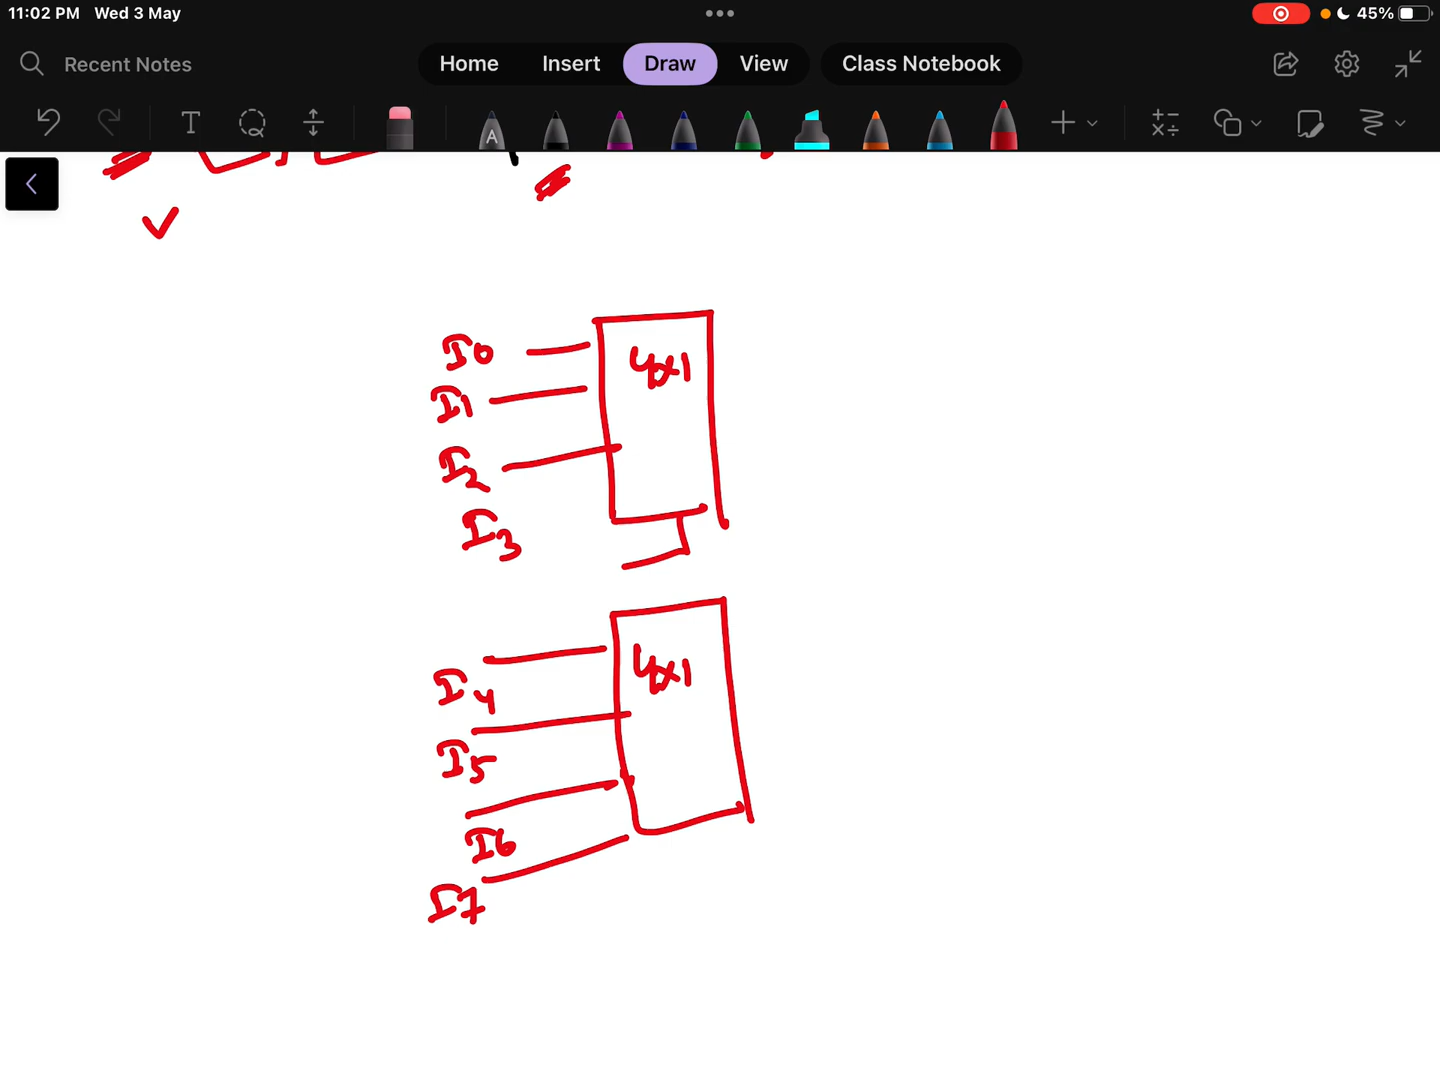 11:02 PM Wed 3 May
45%
Recent Notes
Home Insert Draw View Class Notebook
T
A
I0
4x1
I1
I2
I3
4x1
I4
I5
I6
I7